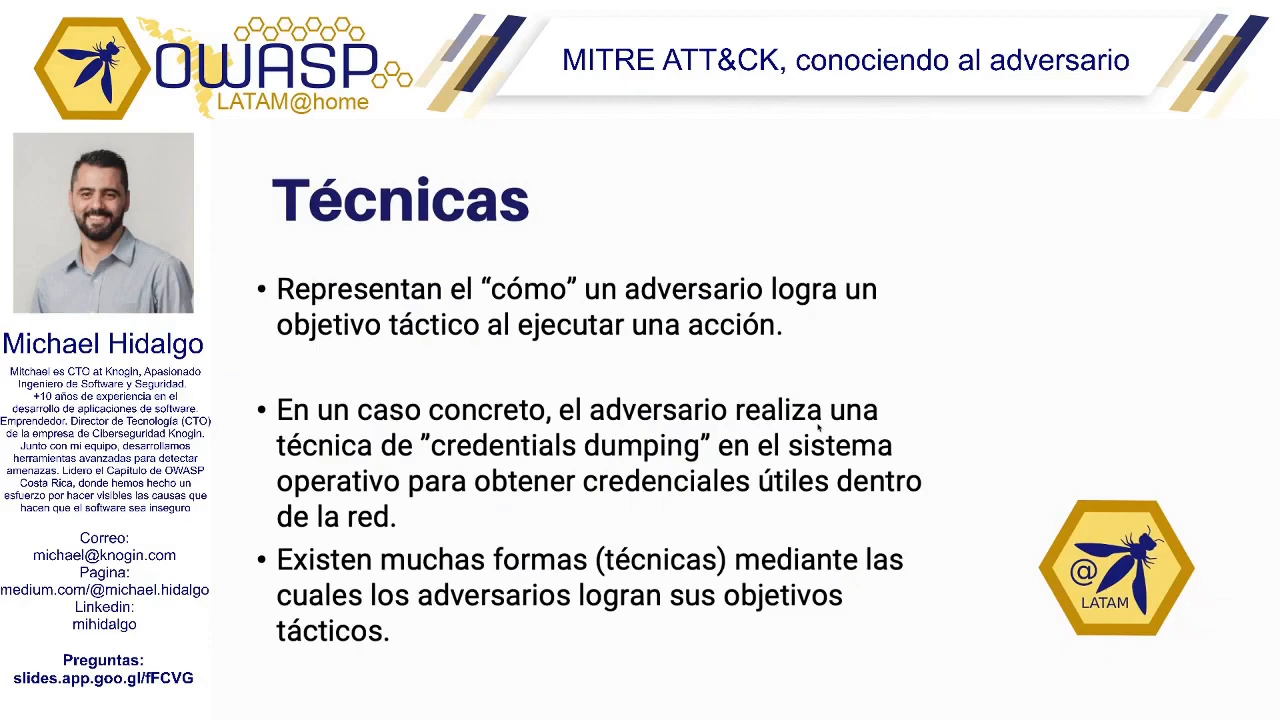 OWASP
LATAM@home
MITRE ATT&CK, conociendo al adversario
Michael Hidalgo
Mitchael es CTO at Knogin, Apasionado
Ingeniero de Software y Seguridad.
+10 años de experiencia en el
desarrollo de aplicaciones de software.
Emprendedor. Director de Tecnología (CTO)
de la empresa de Ciberseguridad Knogin.
Junto con mi equipo, desarrollamos
herramientas avanzadas para detectar
amenazas. Lidero el Capítulo de OWASP
Costa Rica, donde hemos hecho un
esfuerzo por hacer visibles las causas que
hacen que el software sea inseguro
Correo:
michael@knogin.com
Pagina:
medium.com/@michael.hidalgo
Linkedin:
mihidalgo
Preguntas:
slides.app.goo.gl/fFCVG
Técnicas
• Representan el “cómo” un adversario logra un
objetivo táctico al ejecutar una acción.
• En un caso concreto, el adversario realiza una
técnica de ”credentials dumping” en el sistema
operativo para obtener credenciales útiles dentro
de la red.
• Existen muchas formas (técnicas) mediante las
cuales los adversarios logran sus objetivos
tácticos.
@
LATAM